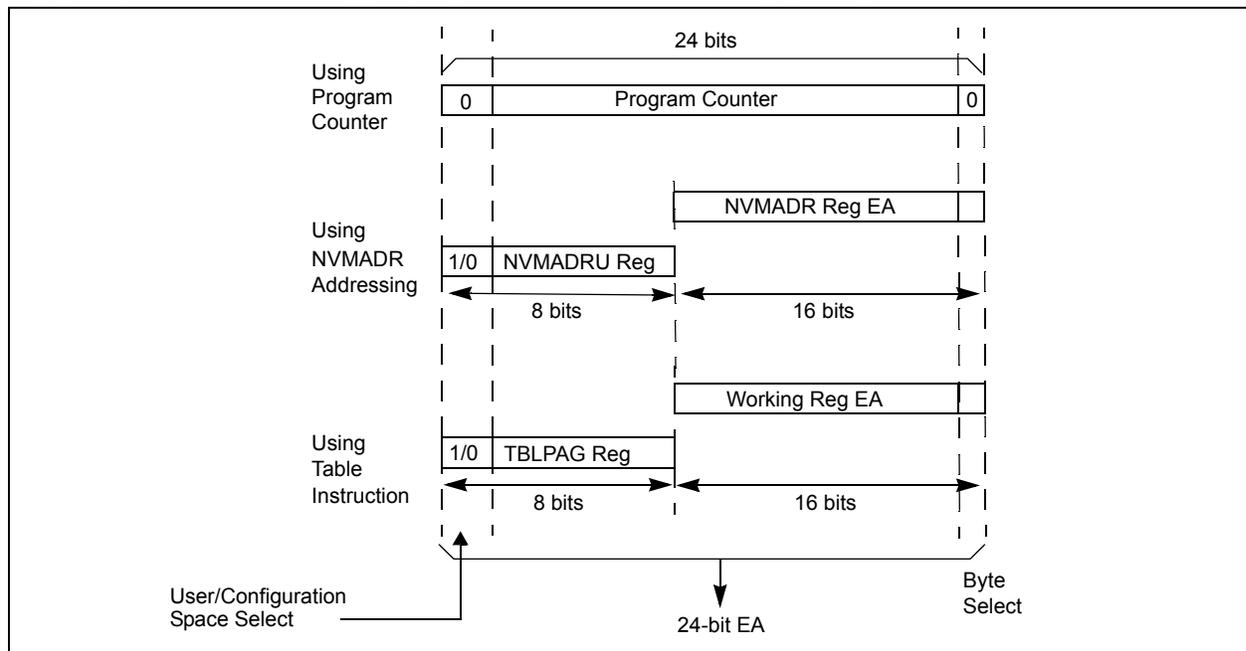 24 bits
Using
Program
Counter
0
Program Counter
0
NVMADR Reg EA
Using
NVMADR
Addressing
1/0
NVMADRU Reg
8 bits
16 bits
Working Reg EA
Using
Table
Instruction
1/0
TBLPAG Reg
8 bits
16 bits
User/Configuration
Space Select
24-bit EA
Byte
Select